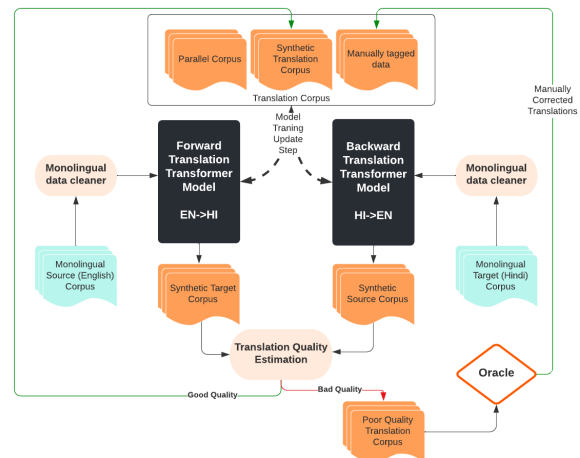 Parallel Corpus
Synthetic
Translation
Corpus
Manually tagged
data
Translation Corpus
Manually
Corrected
Translations
Model
Traning
Update
Step
Forward
Translation
Transformer
Model
EN->HI
Backward
Translation
Transformer
Model
HI->EN
Monolingual
data cleaner
Monolingual
data cleaner
Monolingual
Source (English)
Corpus
Synthetic Target
Corpus
Synthetic
Source Corpus
Monolingual
Target (Hindi)
Corpus
Translation Quality
Estimation
Good Quality
Bad Quality
Oracle
Poor Quality
Translation
Corpus